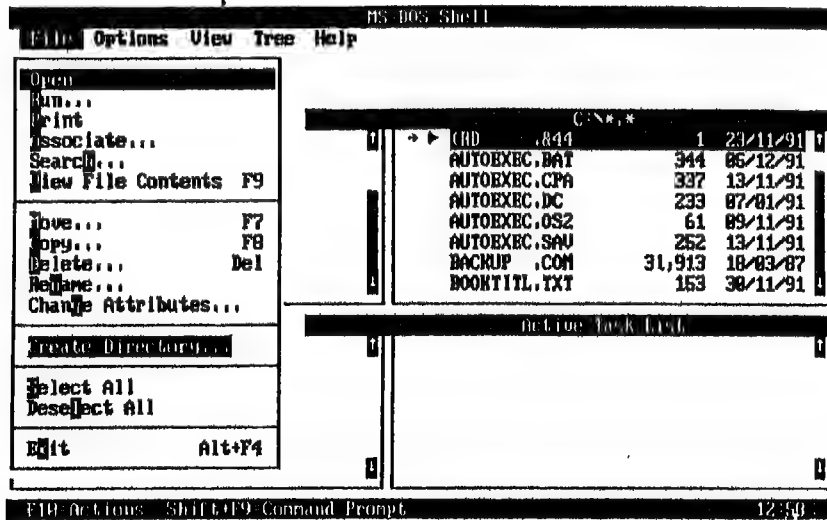 MS-DOS Shell
File Options View Tree Help
Open
Run...
Print
Associate...
Search...
View File Contents F9
Move... F7
Copy... F8
Delete... Del
Rename...
Change Attributes...
Create Directory...
Select All
Deselect All
Exit Alt+F4
C:\*.*
CRD .844 1 23/11/91
AUTOEXEC.BAT 344 05/12/91
AUTOEXEC.CPA 337 13/11/91
AUTOEXEC.DC 233 07/01/91
AUTOEXEC.OS2 61 09/11/91
AUTOEXEC.SAV 252 13/11/91
BACKUP .COM 31,913 18/03/87
BOOKTITL.TXT 153 30/11/91
Active Task List
F10=Actions Shift+F9=Command Prompt